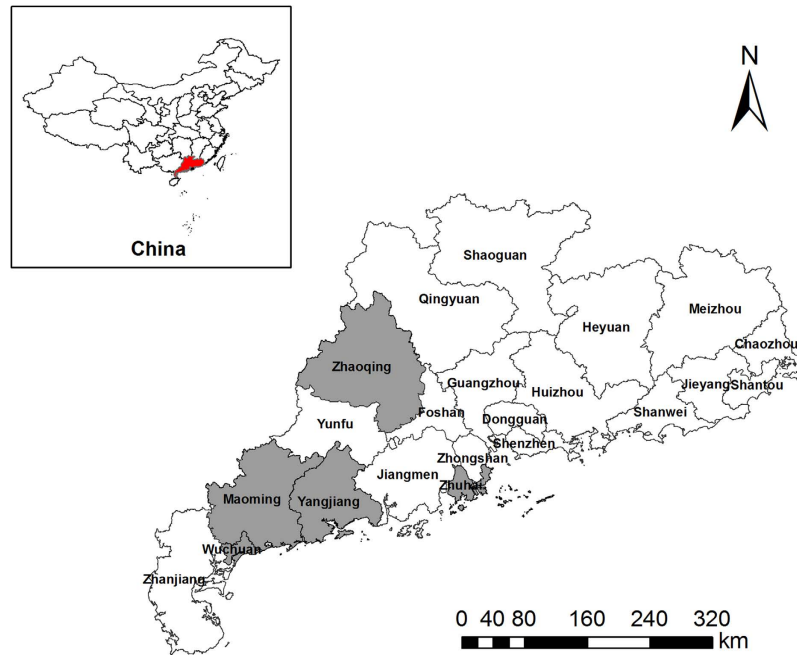 China
N
Shaoguan
Qingyuan
Meizhou
Heyuan
Chaozhou
Zhaoqing
Guangzhou
Huizhou
Jieyang
Shantou
Foshan
Dongguan
Shanwei
Yunfu
Shenzhen
Zhongshan
Jiangmen
Zhuhai
Maoming
Yangjiang
Wuchuan
Zhanjiang
0 40 80 160 240 320
km